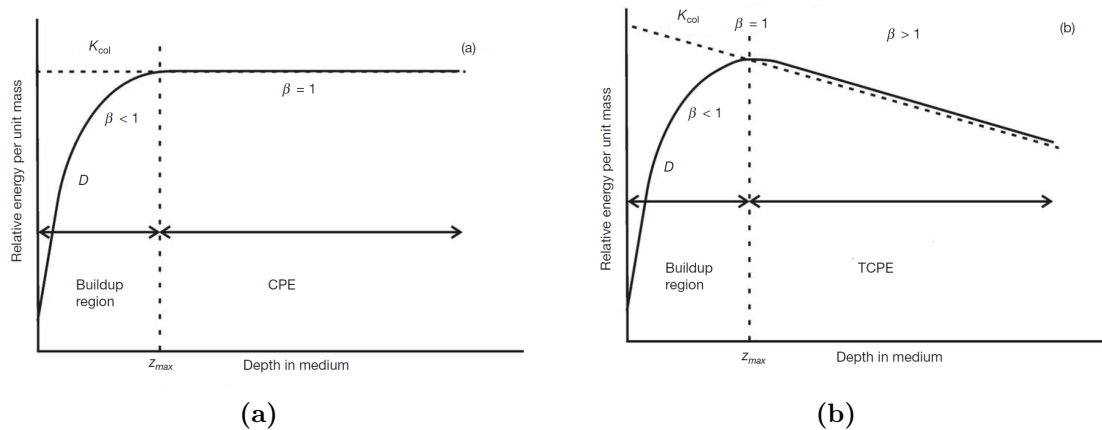 Relative energy per unit mass
K_col
(a)
β = 1
β < 1
D
Buildup
region
CPE
z_max
Depth in medium
(a)
Relative energy per unit mass
K_col
β = 1
β > 1
(b)
β < 1
D
Buildup
region
TCPE
z_max
Depth in medium
(b)